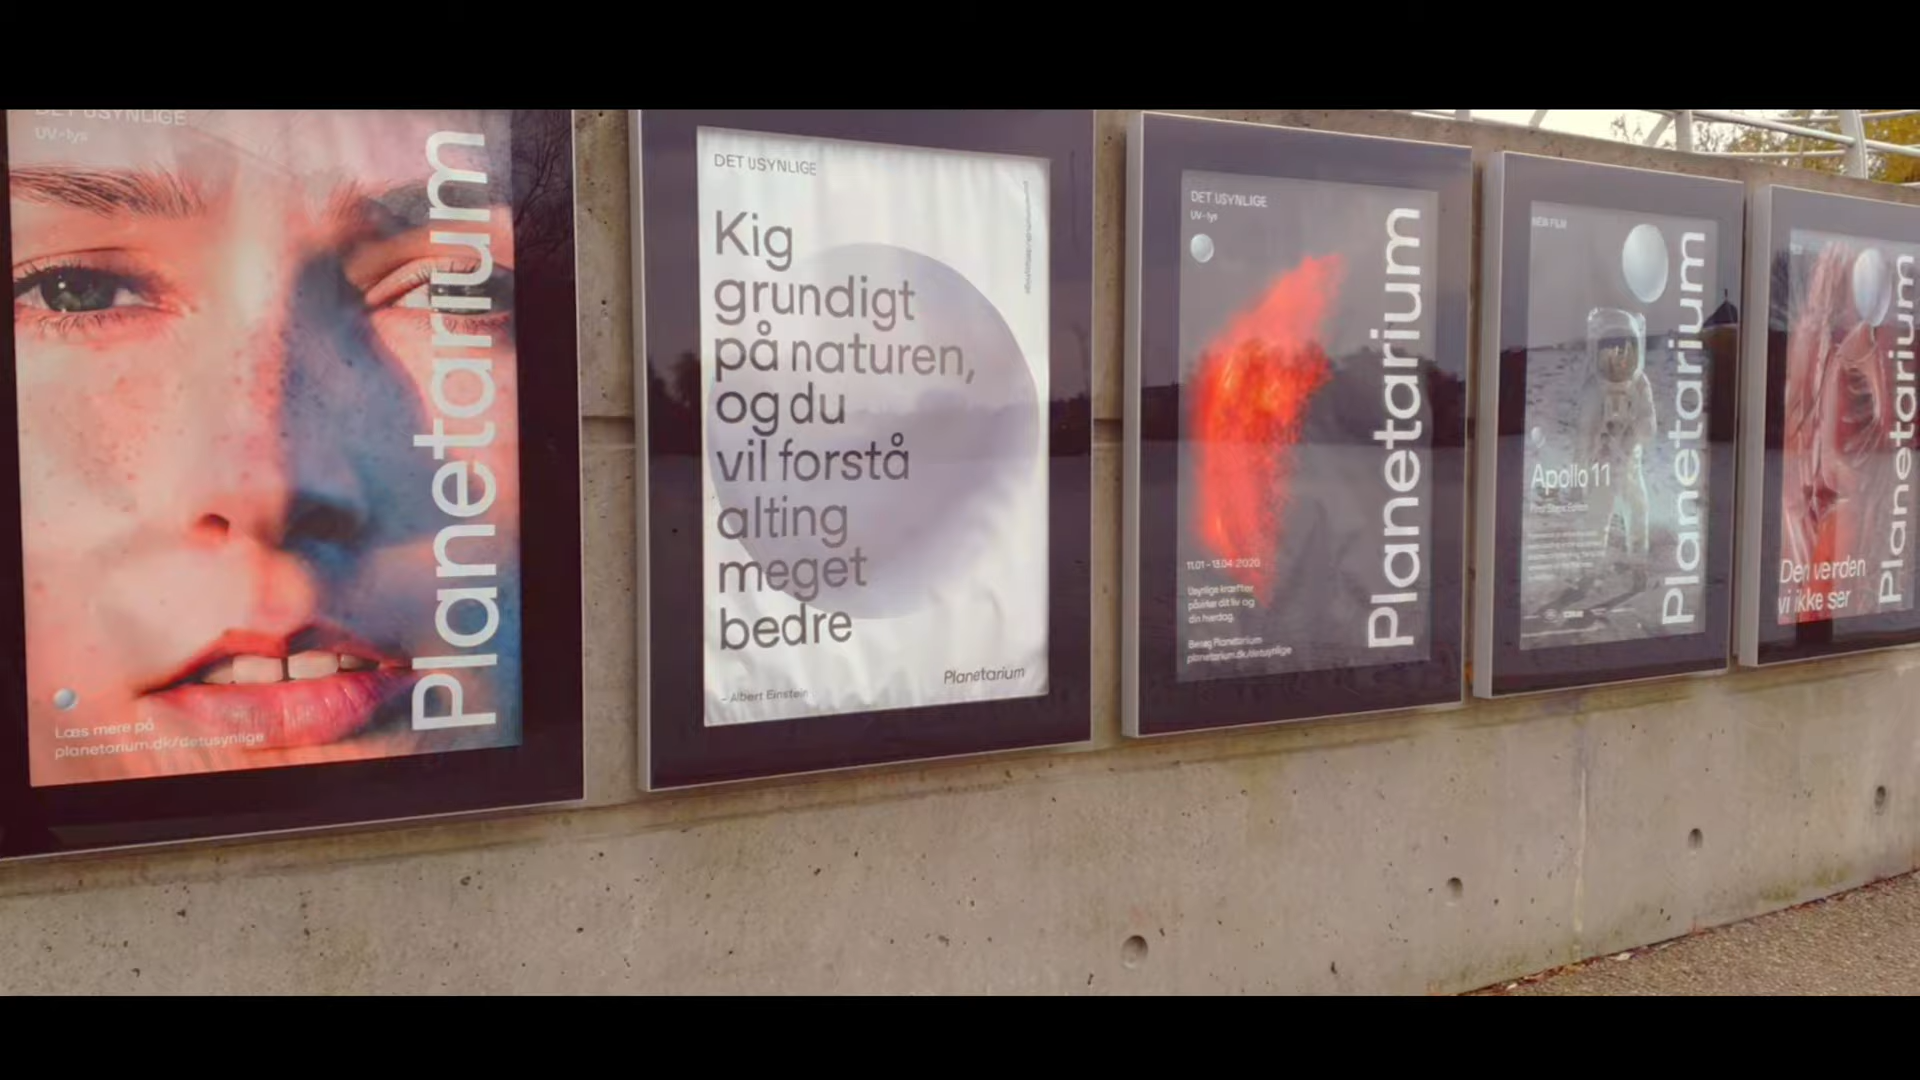 DET USYNLIGE
UV-lys
Planetarium
Læs mere på
planetarium.dk/detusynlige
DET USYNLIGE
Kig
grundigt
på naturen,
og du
vil forstå
alting
meget
bedre
- Albert Einstein
Planetarium
DET USYNLIGE
UV-lys
Planetarium
11.01 - 13.04 2020
Usynlige kræfter
påvirker dit liv og
din hverdag.
Besøg Planetarium
planetarium.dk/detusynlige
NEW FILM
Planetarium
Apollo 11
First Steps Edition
Planetarium
Den verden
vi ikke ser